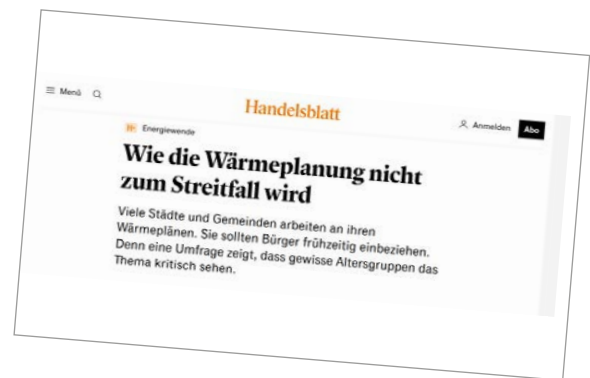 Menü
Handelsblatt
Anmelden
Abo
H+ Energiewende
Wie die Wärmeplanung nicht
zum Streitfall wird
Viele Städte und Gemeinden arbeiten an ihren
Wärmeplänen. Sie sollten Bürger frühzeitig einbeziehen.
Denn eine Umfrage zeigt, dass gewisse Altersgruppen das
Thema kritisch sehen.